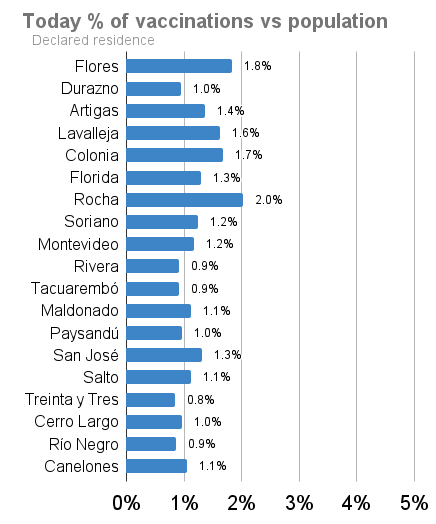 Today % of vaccinations vs population
Declared residence
Flores 1.8%
Durazno 1.0%
Artigas 1.4%
Lavalleja 1.6%
Colonia 1.7%
Florida 1.3%
Rocha 2.0%
Soriano 1.2%
Montevideo 1.2%
Rivera 0.9%
Tacuarembó 0.9%
Maldonado 1.1%
Paysandú 1.0%
San José 1.3%
Salto 1.1%
Treinta y Tres 0.8%
Cerro Largo 1.0%
Río Negro 0.9%
Canelones 1.1%
0% 1% 2% 3% 4% 5%